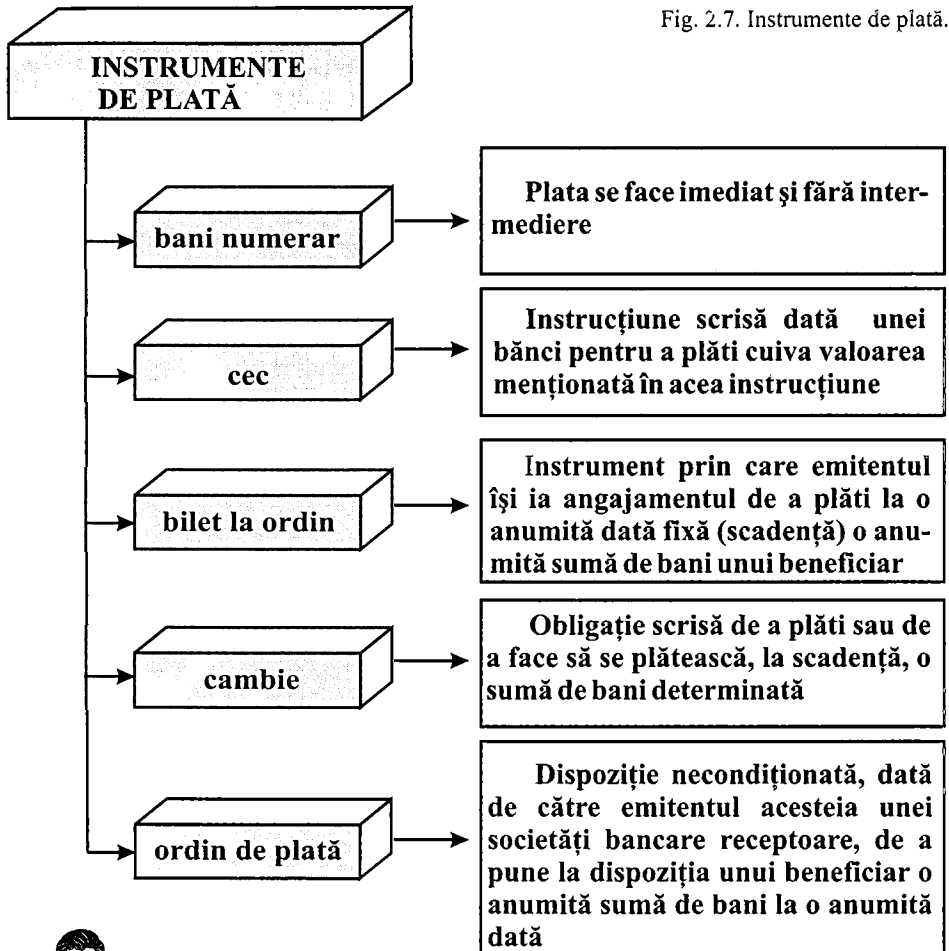 Fig. 2.7. Instrumente de plată.
INSTRUMENTE
DE PLATĂ
bani numerar
Plata se face imediat şi fără inter-
mediere
cec
Instrucţiune scrisă dată unei
bănci pentru a plăti cuiva valoarea
menţionată în acea instrucţiune
bilet la ordin
Instrument prin care emitentul
îşi ia angajamentul de a plăti la o
anumită dată fixă (scadenţă) o anu-
mită sumă de bani unui beneficiar
cambie
Obligaţie scrisă de a plăti sau de
a face să se plătească, la scadenţă, o
sumă de bani determinată
ordin de plată
Dispoziţie necondiţionată, dată
de către emitentul acesteia unei
societăţi bancare receptoare, de a
pune la dispoziţia unui beneficiar o
anumită sumă de bani la o anumită
dată